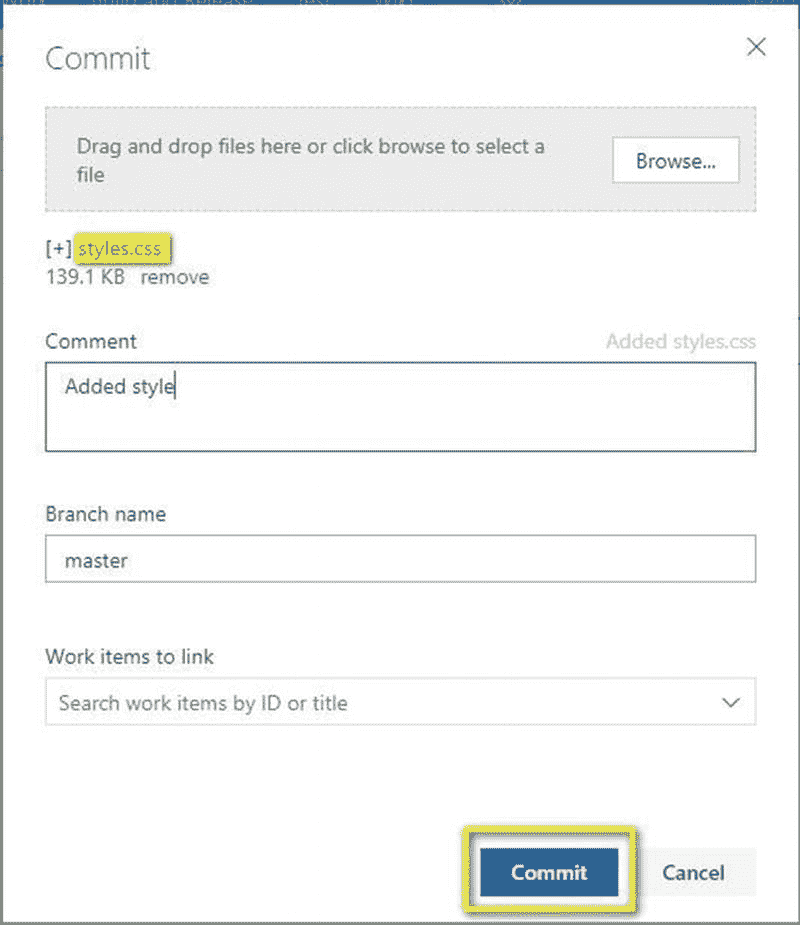 Commit
Drag and drop files here or click browse to select a
file
Browse...
[+] styles.css
139.1 KB remove
Comment
Added styles.css
Added style
Branch name
master
Work items to link
Search work items by ID or title
Commit
Cancel